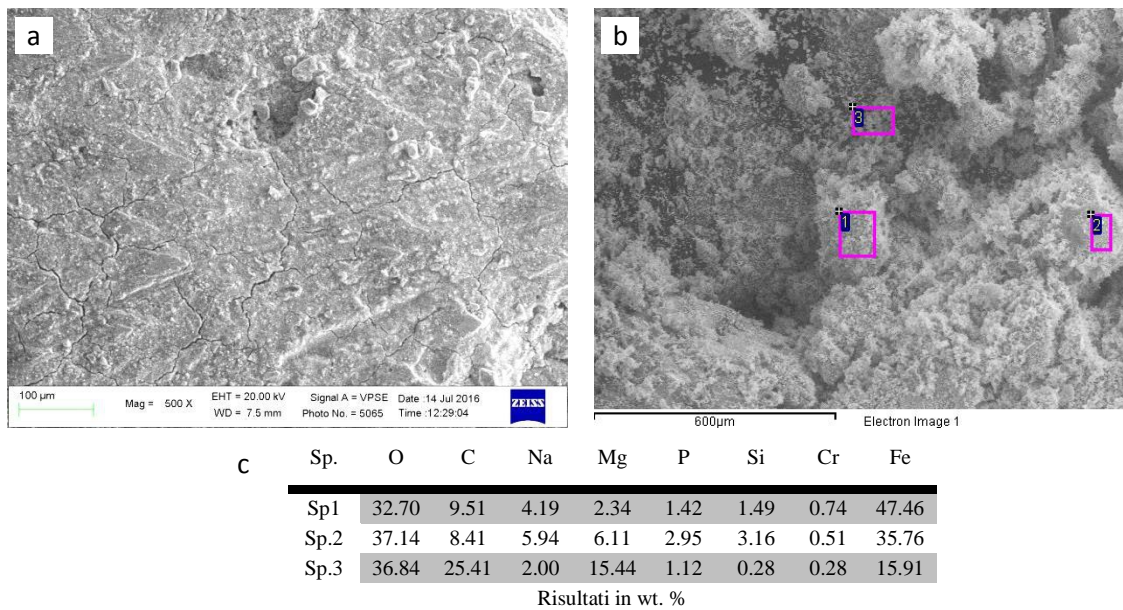 a
100 µm
Mag = 500 X
EHT = 20.00 kV
WD = 7.5 mm
Signal A = VPSE
Photo No. = 5065
Date :14 Jul 2016
Time :12:29:04
ZEISS
b
3
1
2
600µm
Electron Image 1
c
Sp. O C Na Mg P Si Cr Fe
Sp1 32.70 9.51 4.19 2.34 1.42 1.49 0.74 47.46
Sp.2 37.14 8.41 5.94 6.11 2.95 3.16 0.51 35.76
Sp.3 36.84 25.41 2.00 15.44 1.12 0.28 0.28 15.91
Risultati in wt. %